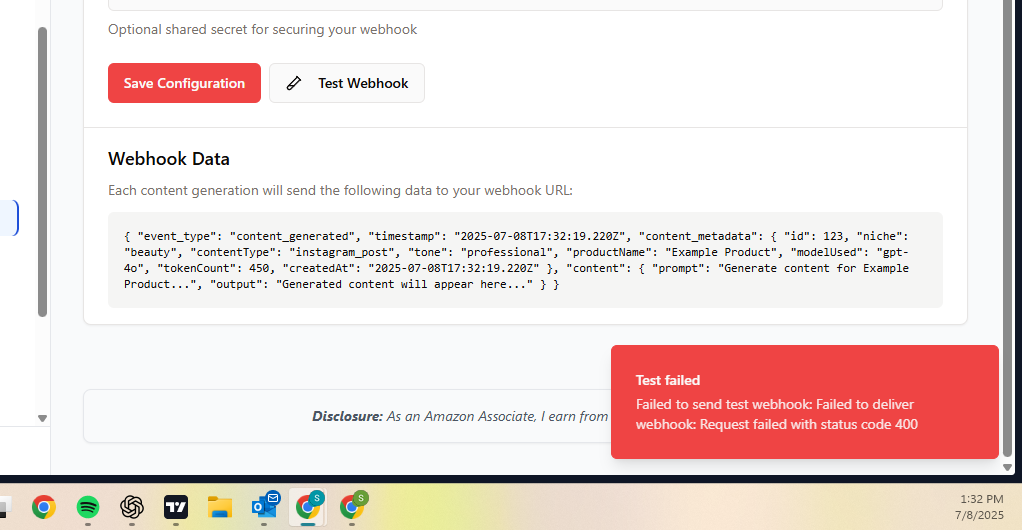 Optional shared secret for securing your webhook
Save Configuration
Test Webhook
Webhook Data
Each content generation will send the following data to your webhook URL:
{ "event_type": "content_generated", "timestamp": "2025-07-08T17:32:19.220Z", "content_metadata": { "id": 123, "niche":
"beauty", "contentType": "instagram_post", "tone": "professional", "productName": "Example Product", "modelUsed": "gpt-
4o", "tokenCount": 450, "createdAt": "2025-07-08T17:32:19.220Z" }, "content": { "prompt": "Generate content for Example
Product...", "output": "Generated content will appear here..." } }
Disclosure: As an Amazon Associate, I earn from
Test failed
Failed to send test webhook: Failed to deliver
webhook: Request failed with status code 400
S
S
1:32 PM
7/8/2025